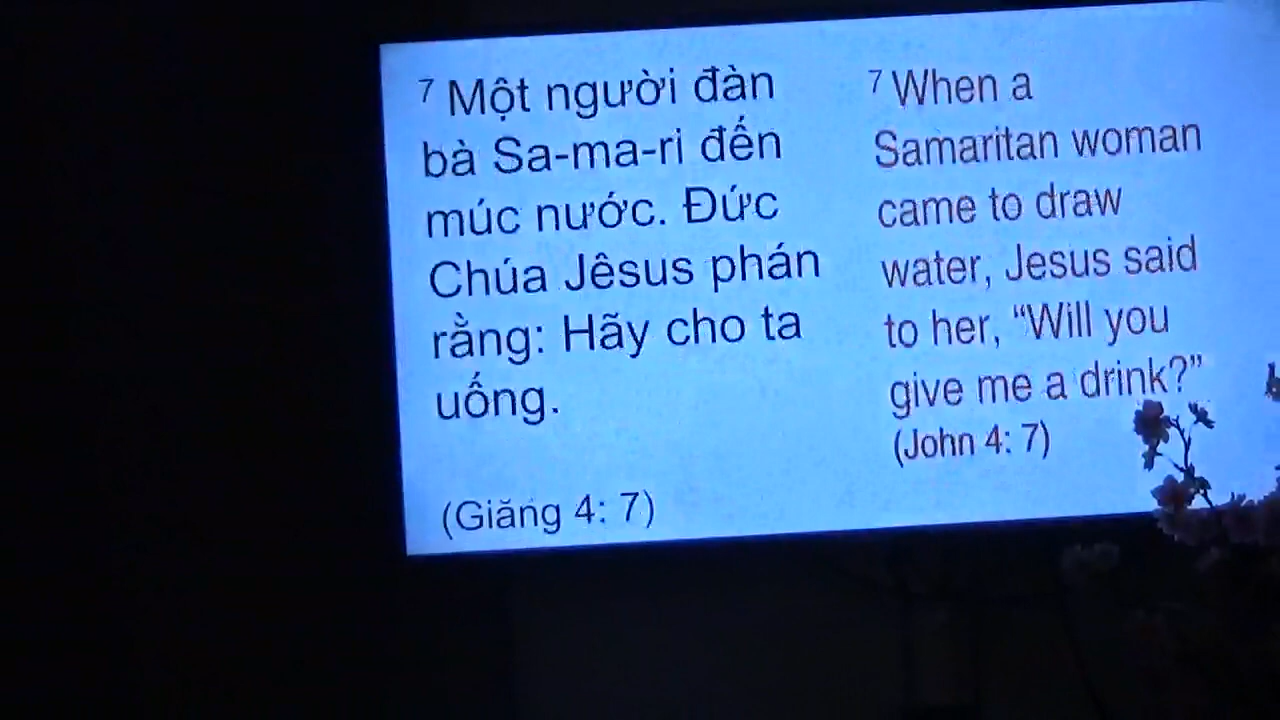 7 Một người đàn
bà Sa-ma-ri đến
múc nước. Đức
Chúa Jêsus phán
rằng: Hãy cho ta
uống.
(Giăng 4: 7)
7 When a
Samaritan woman
came to draw
water, Jesus said
to her, “Will you
give me a drink?”
(John 4: 7)